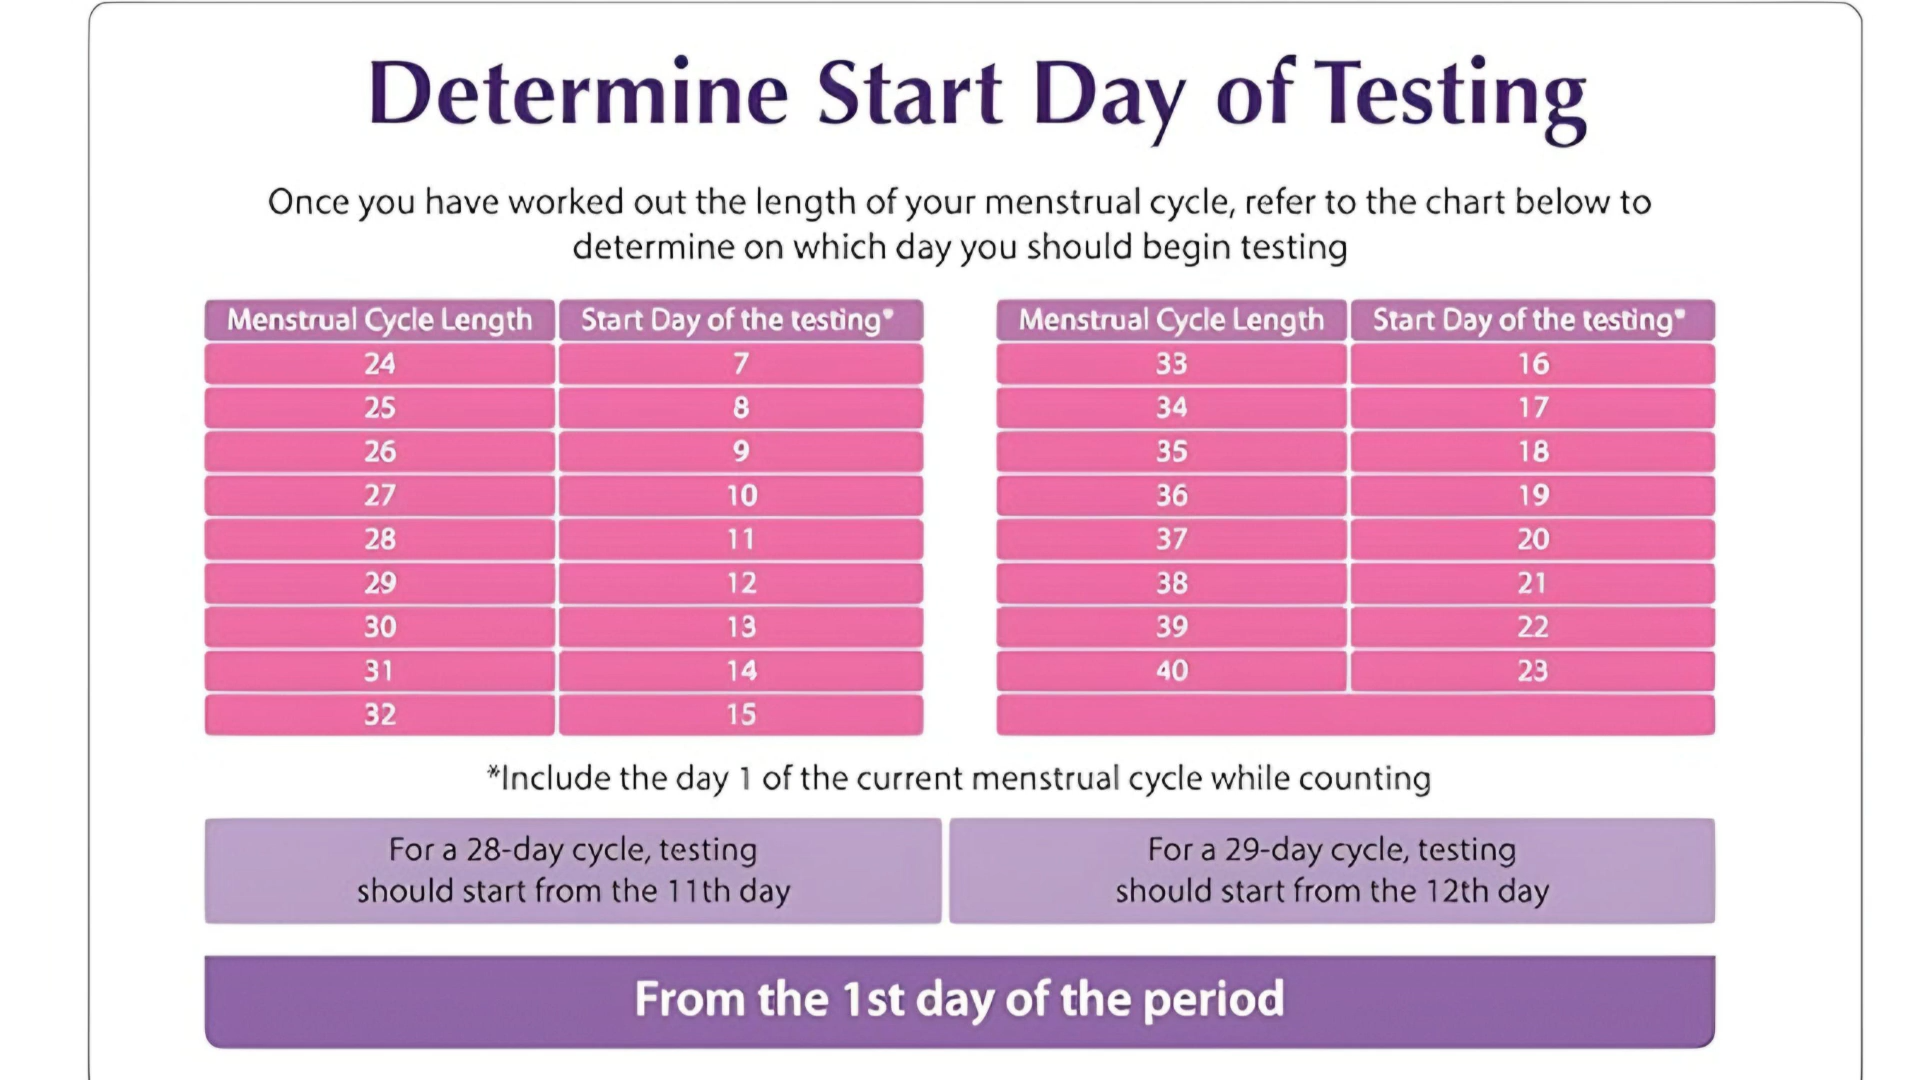 Determine Start Day of Testing
Once you have worked out the length of your menstrual cycle, refer to the chart below to
determine on which day you should begin testing
Menstrual Cycle Length Start Day of the testing*
24 7
25 8
26 9
27 10
28 11
29 12
30 13
31 14
32 15
Menstrual Cycle Length Start Day of the testing*
33 16
34 17
35 18
36 19
37 20
38 21
39 22
40 23
*Include the day 1 of the current menstrual cycle while counting
For a 28-day cycle, testing
should start from the 11th day
For a 29-day cycle, testing
should start from the 12th day
From the 1st day of the period